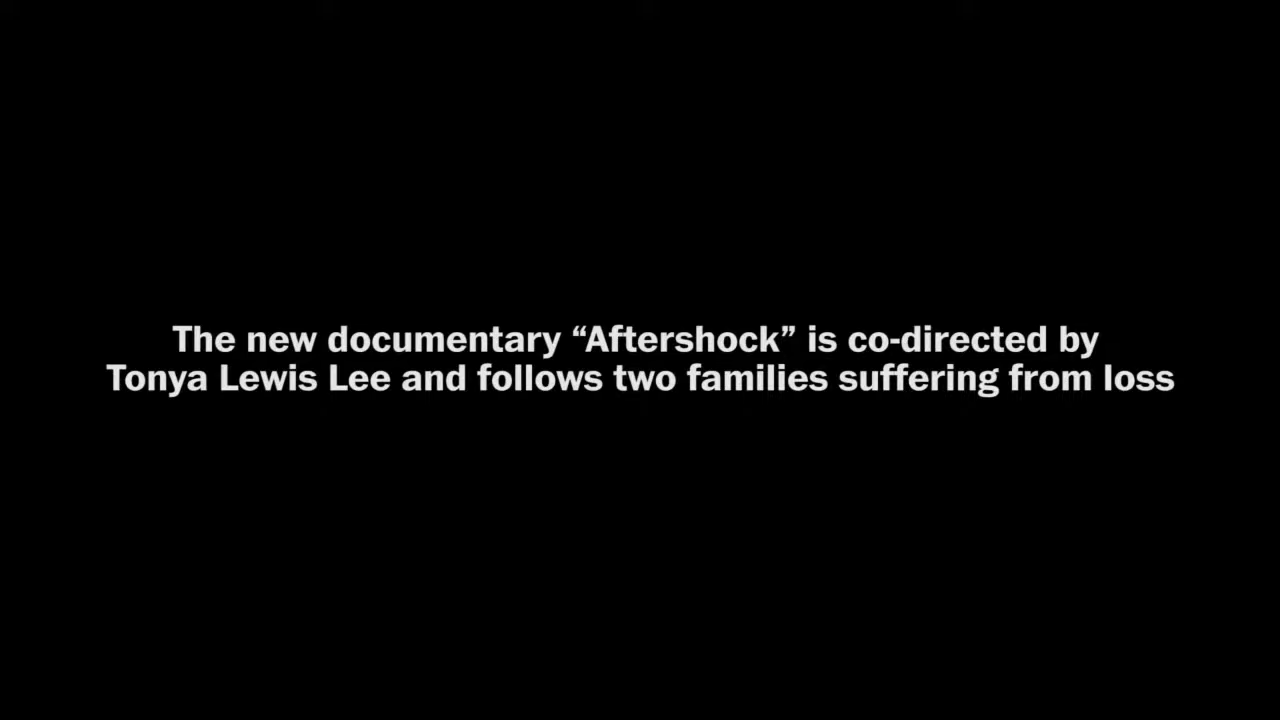 The new documentary “Aftershock” is co-directed by
Tonya Lewis Lee and follows two families suffering from loss